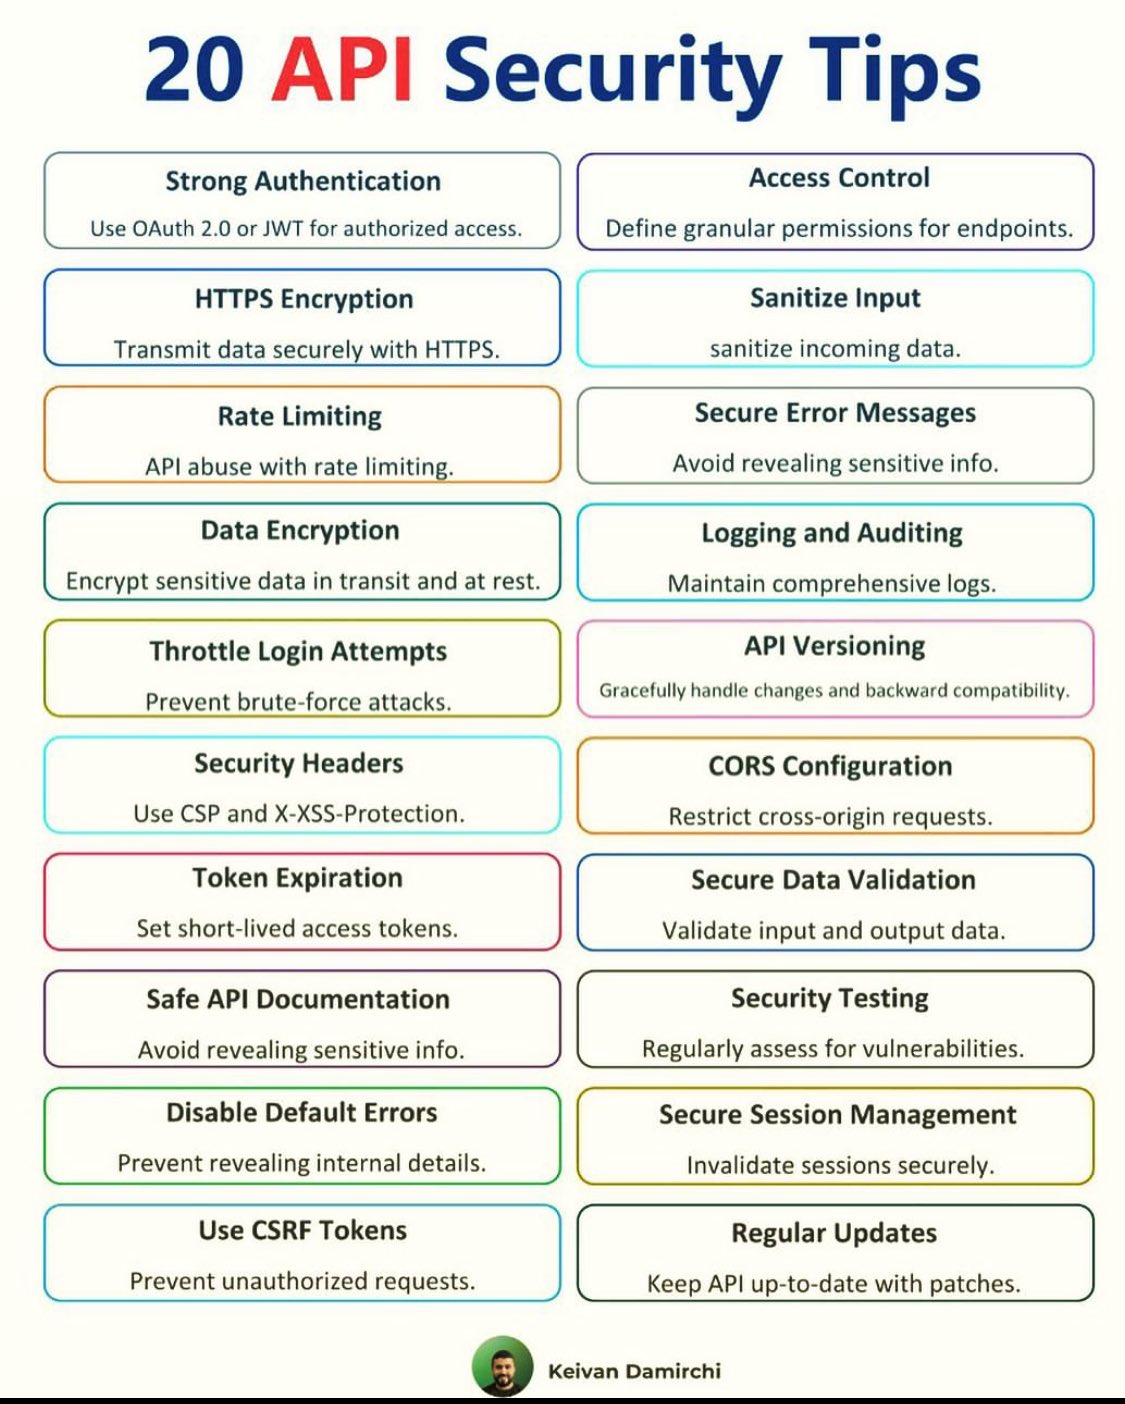 20 API Security Tips
Strong Authentication
Use OAuth 2.0 or JWT for authorized access.
Access Control
Define granular permissions for endpoints.
HTTPS Encryption
Transmit data securely with HTTPS.
Sanitize Input
sanitize incoming data.
Rate Limiting
API abuse with rate limiting.
Secure Error Messages
Avoid revealing sensitive info.
Data Encryption
Encrypt sensitive data in transit and at rest.
Logging and Auditing
Maintain comprehensive logs.
Throttle Login Attempts
Prevent brute-force attacks.
API Versioning
Gracefully handle changes and backward compatibility.
Security Headers
Use CSP and X-XSS-Protection.
CORS Configuration
Restrict cross-origin requests.
Token Expiration
Set short-lived access tokens.
Secure Data Validation
Validate input and output data.
Safe API Documentation
Avoid revealing sensitive info.
Security Testing
Regularly assess for vulnerabilities.
Disable Default Errors
Prevent revealing internal details.
Secure Session Management
Invalidate sessions securely.
Use CSRF Tokens
Prevent unauthorized requests.
Regular Updates
Keep API up-to-date with patches.
Keivan Damirchi